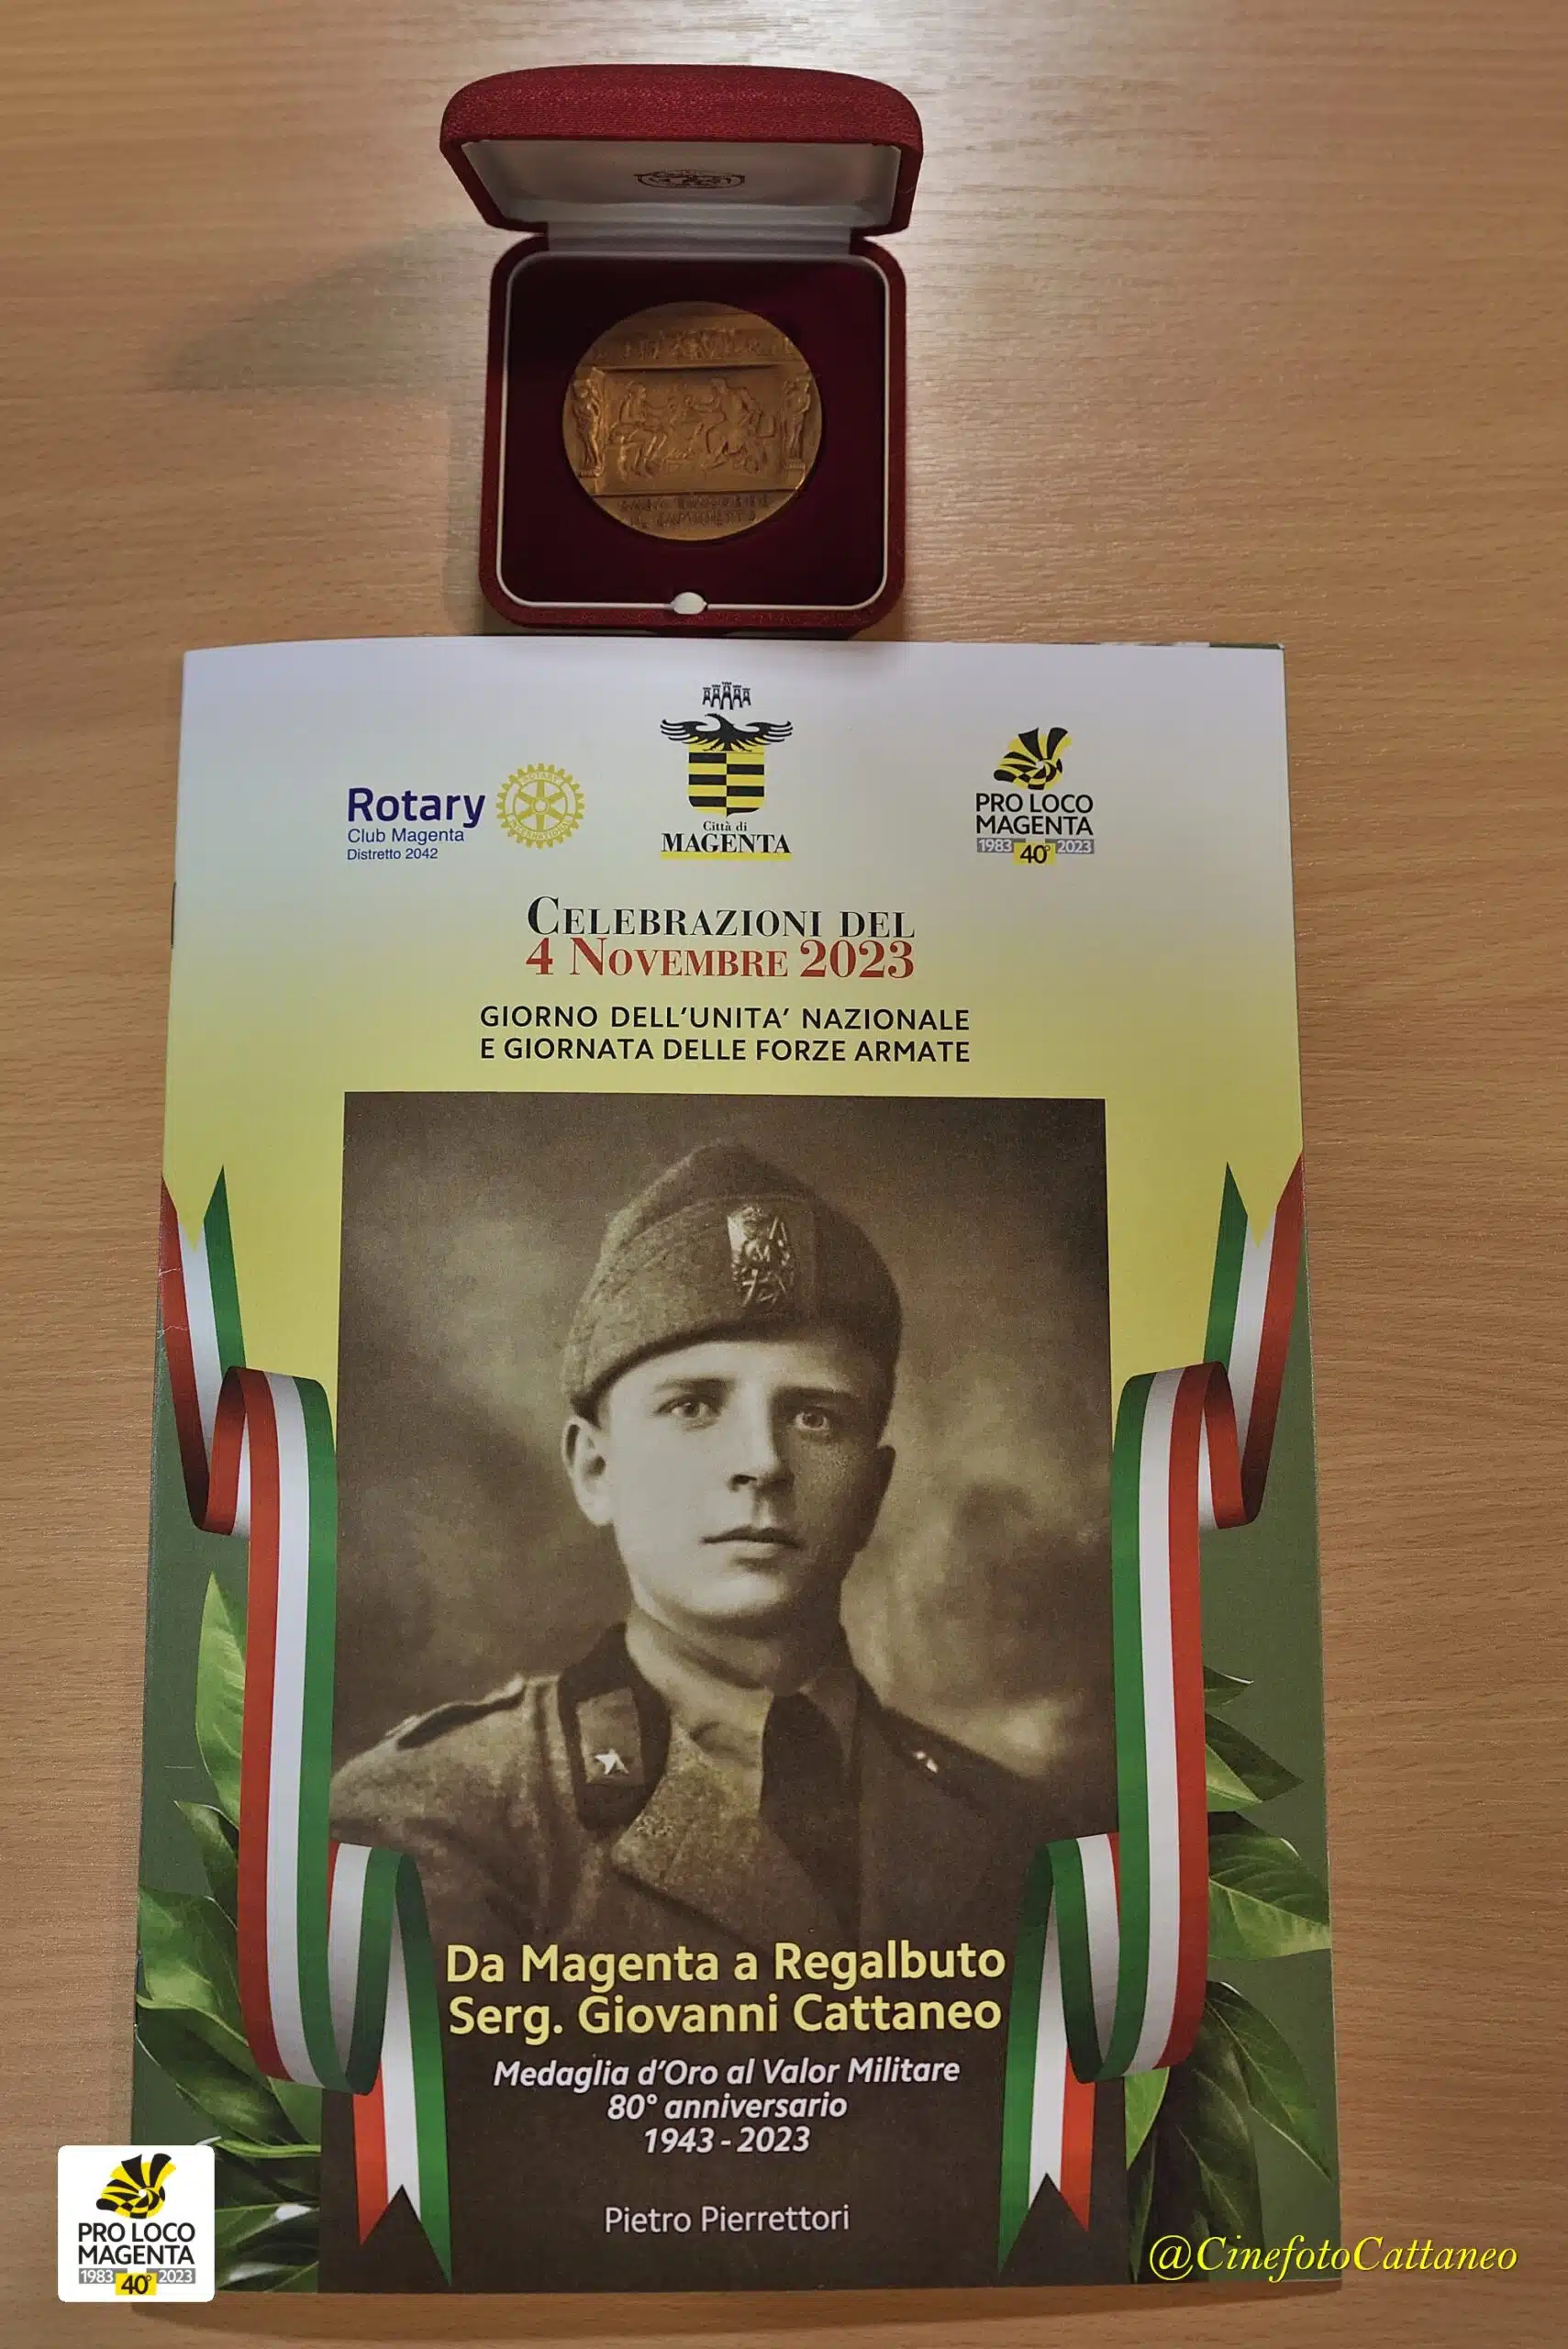 Rotary
Club Magenta
Distretto 2042
ROTARY
INTERNATIONAL
Città di
MAGENTA
PRO LOCO
MAGENTA
1983 40° 2023
CELEBRAZIONI DEL
4 NOVEMBRE 2023
GIORNO DELL'UNITA' NAZIONALE
E GIORNATA DELLE FORZE ARMATE
Da Magenta a Regalbuto
Serg. Giovanni Cattaneo
Medaglia d'Oro al Valor Militare
80° anniversario
1943 - 2023
Pietro Pierrettori
PRO LOCO
MAGENTA
1983 40° 2023
@CinefotoCattaneo